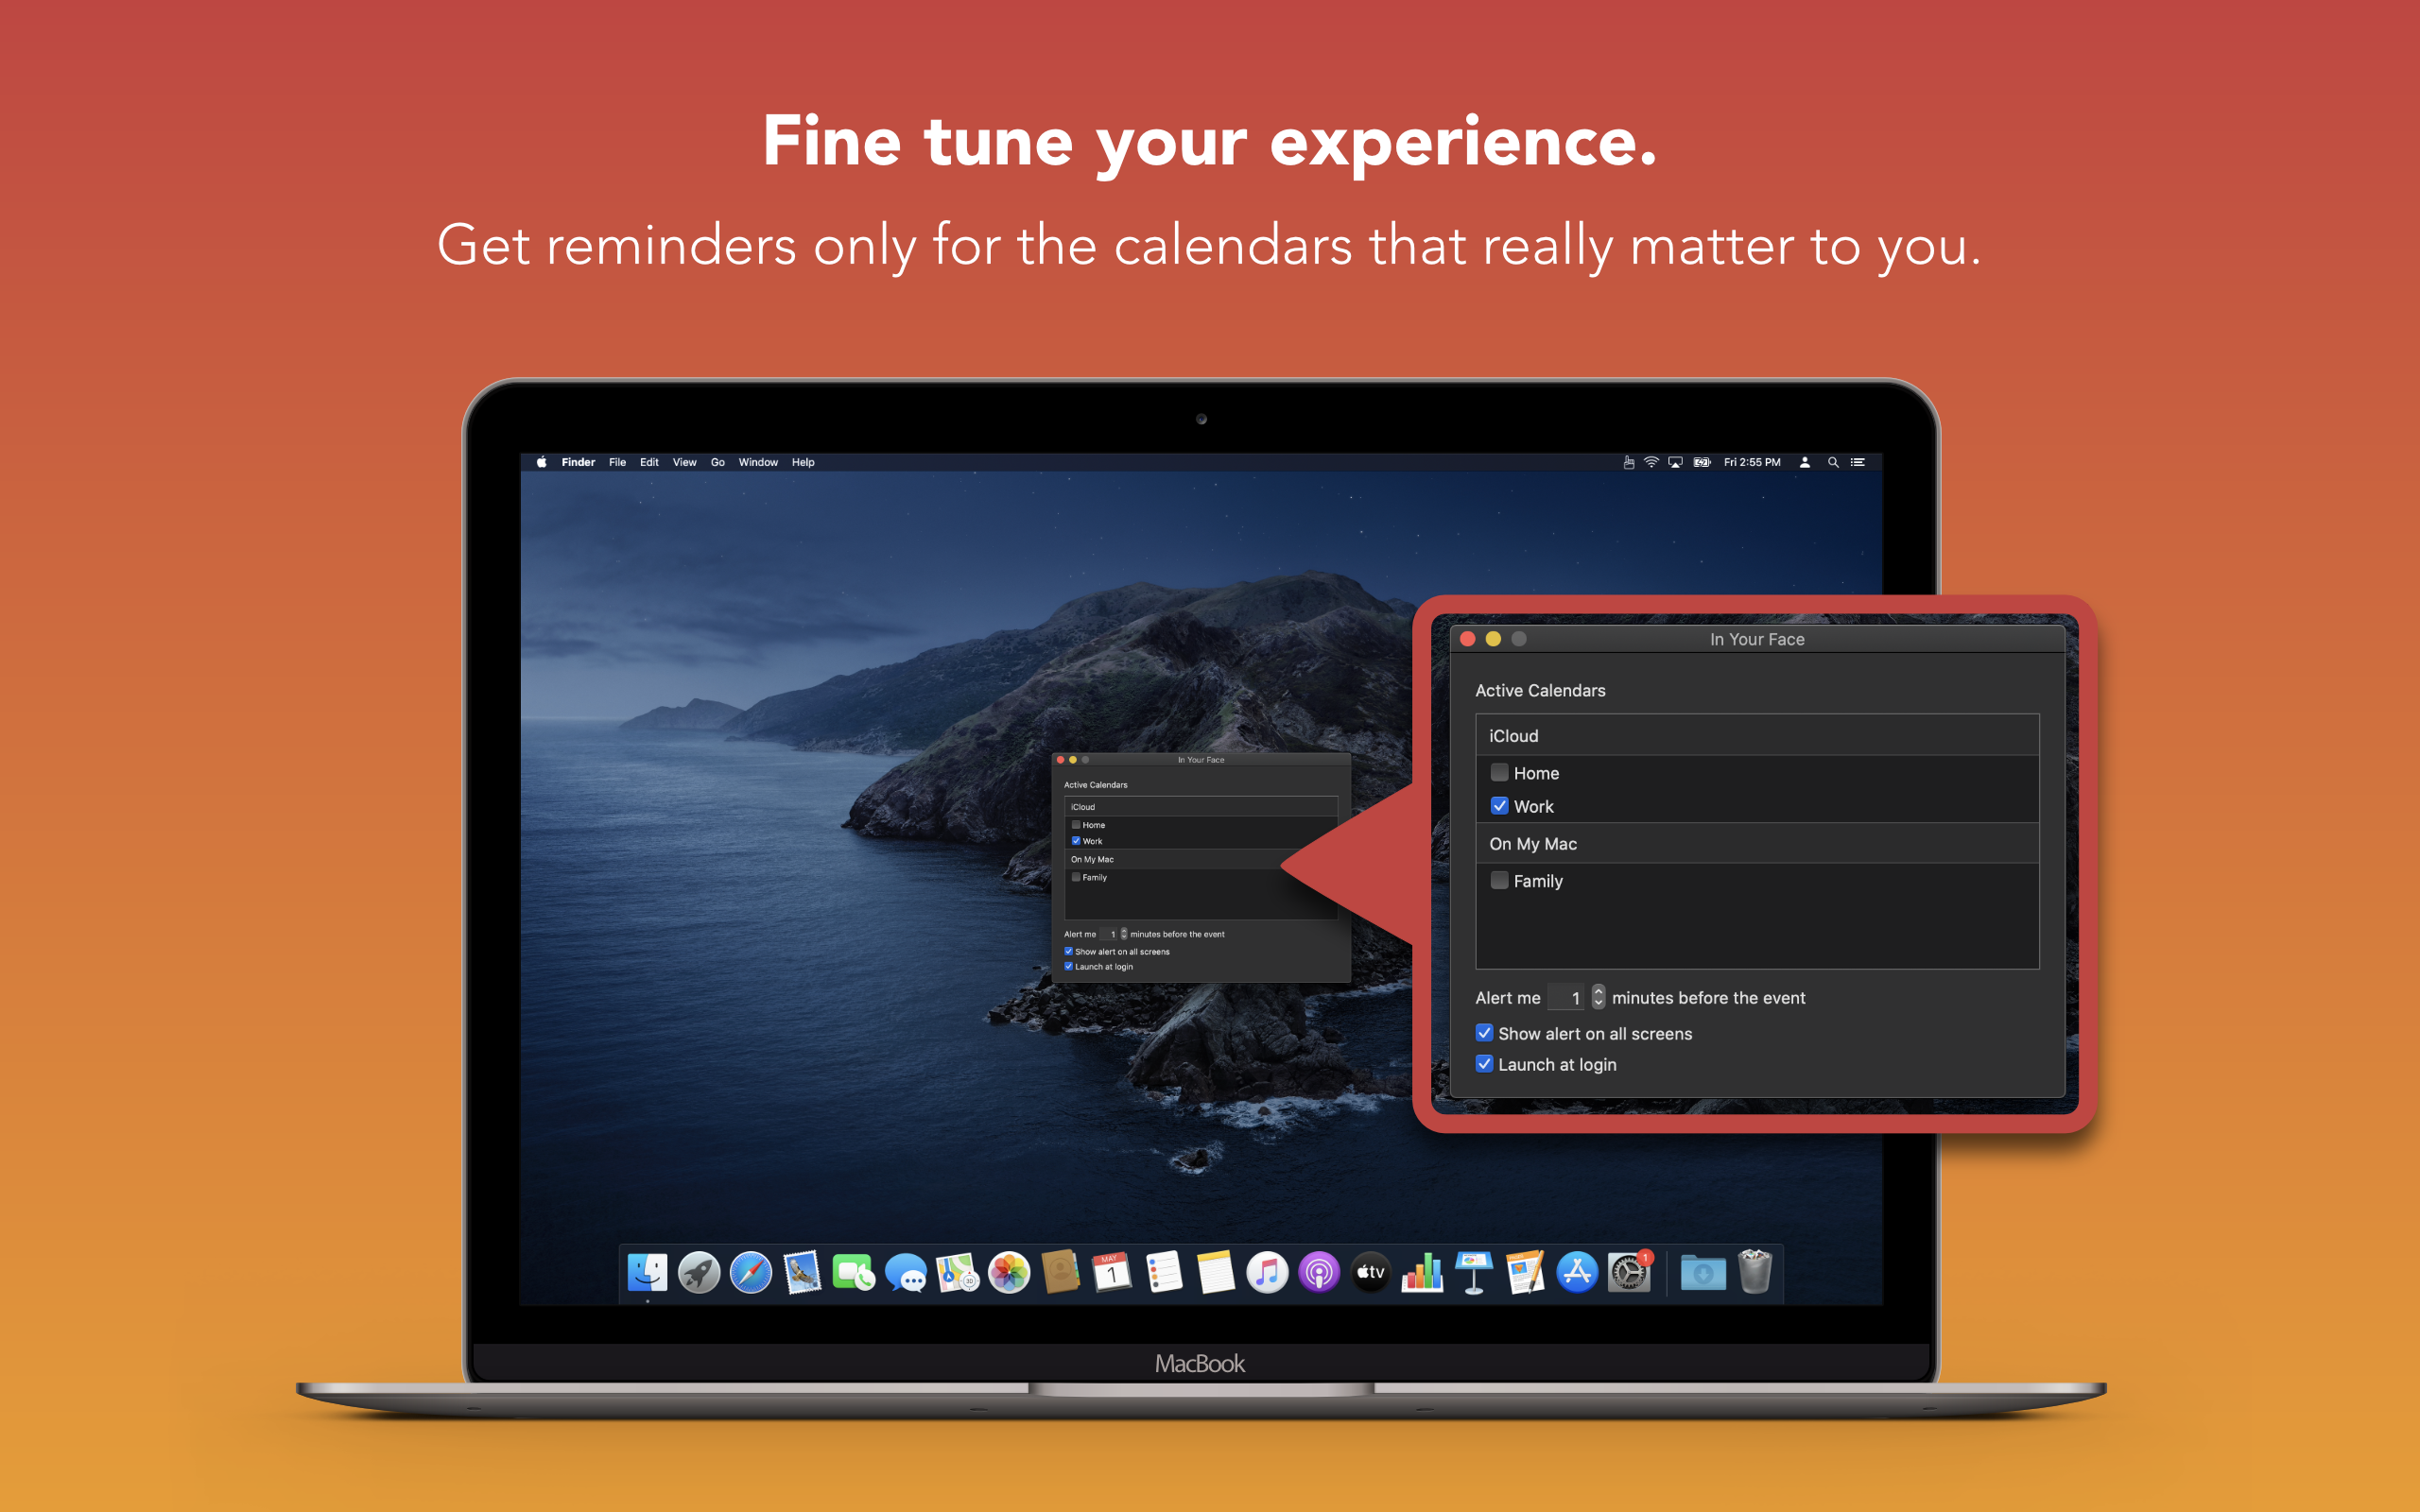 Fine tune your experience.
Get reminders only for the calendars that really matter to you.
Finder File Edit View Go Window Help
Fri 2:55 PM
In Your Face
Active Calendars
iCloud
Home
Work
On My Mac
Family
Alert me 1 minutes before the event
Show alert on all screens
Launch at login
In Your Face
Active Calendars
iCloud
Home
Work
On My Mac
Family
Alert me 1 minutes before the event
Show alert on all screens
Launch at login
MAY
1
tv
1
MacBook